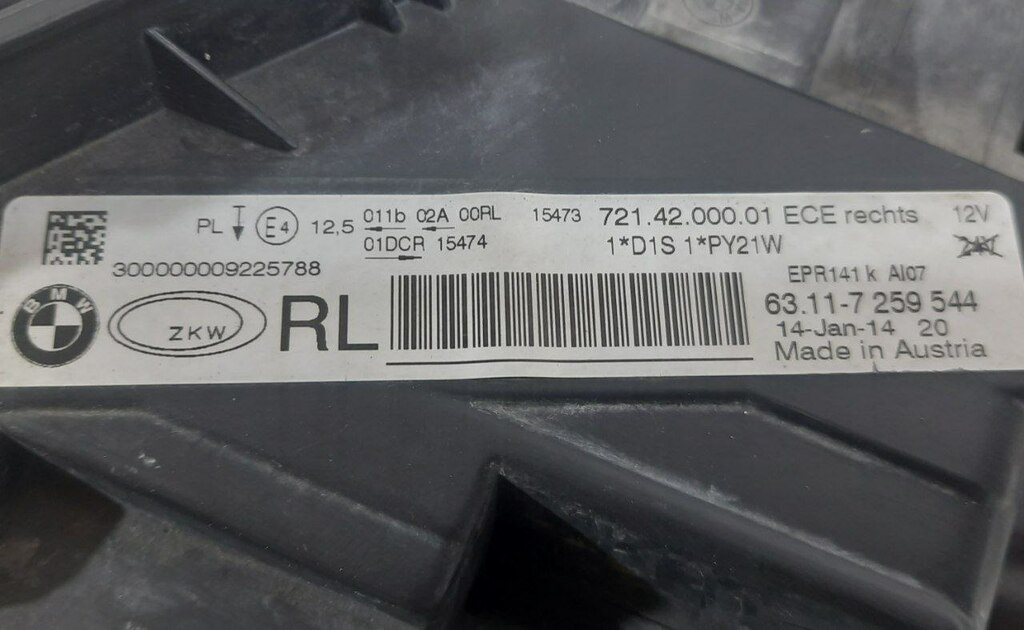 PL E4 12,5 011b 02A 00RL 15473 721.42.000.01 ECE rechts 12V
01DCR 15474 1*D1S 1*PY21W 24V
300000009225788 EPR141 k AI07
BMW ZKW RL 63.11-7 259 544
14-Jan-14 20
Made in Austria